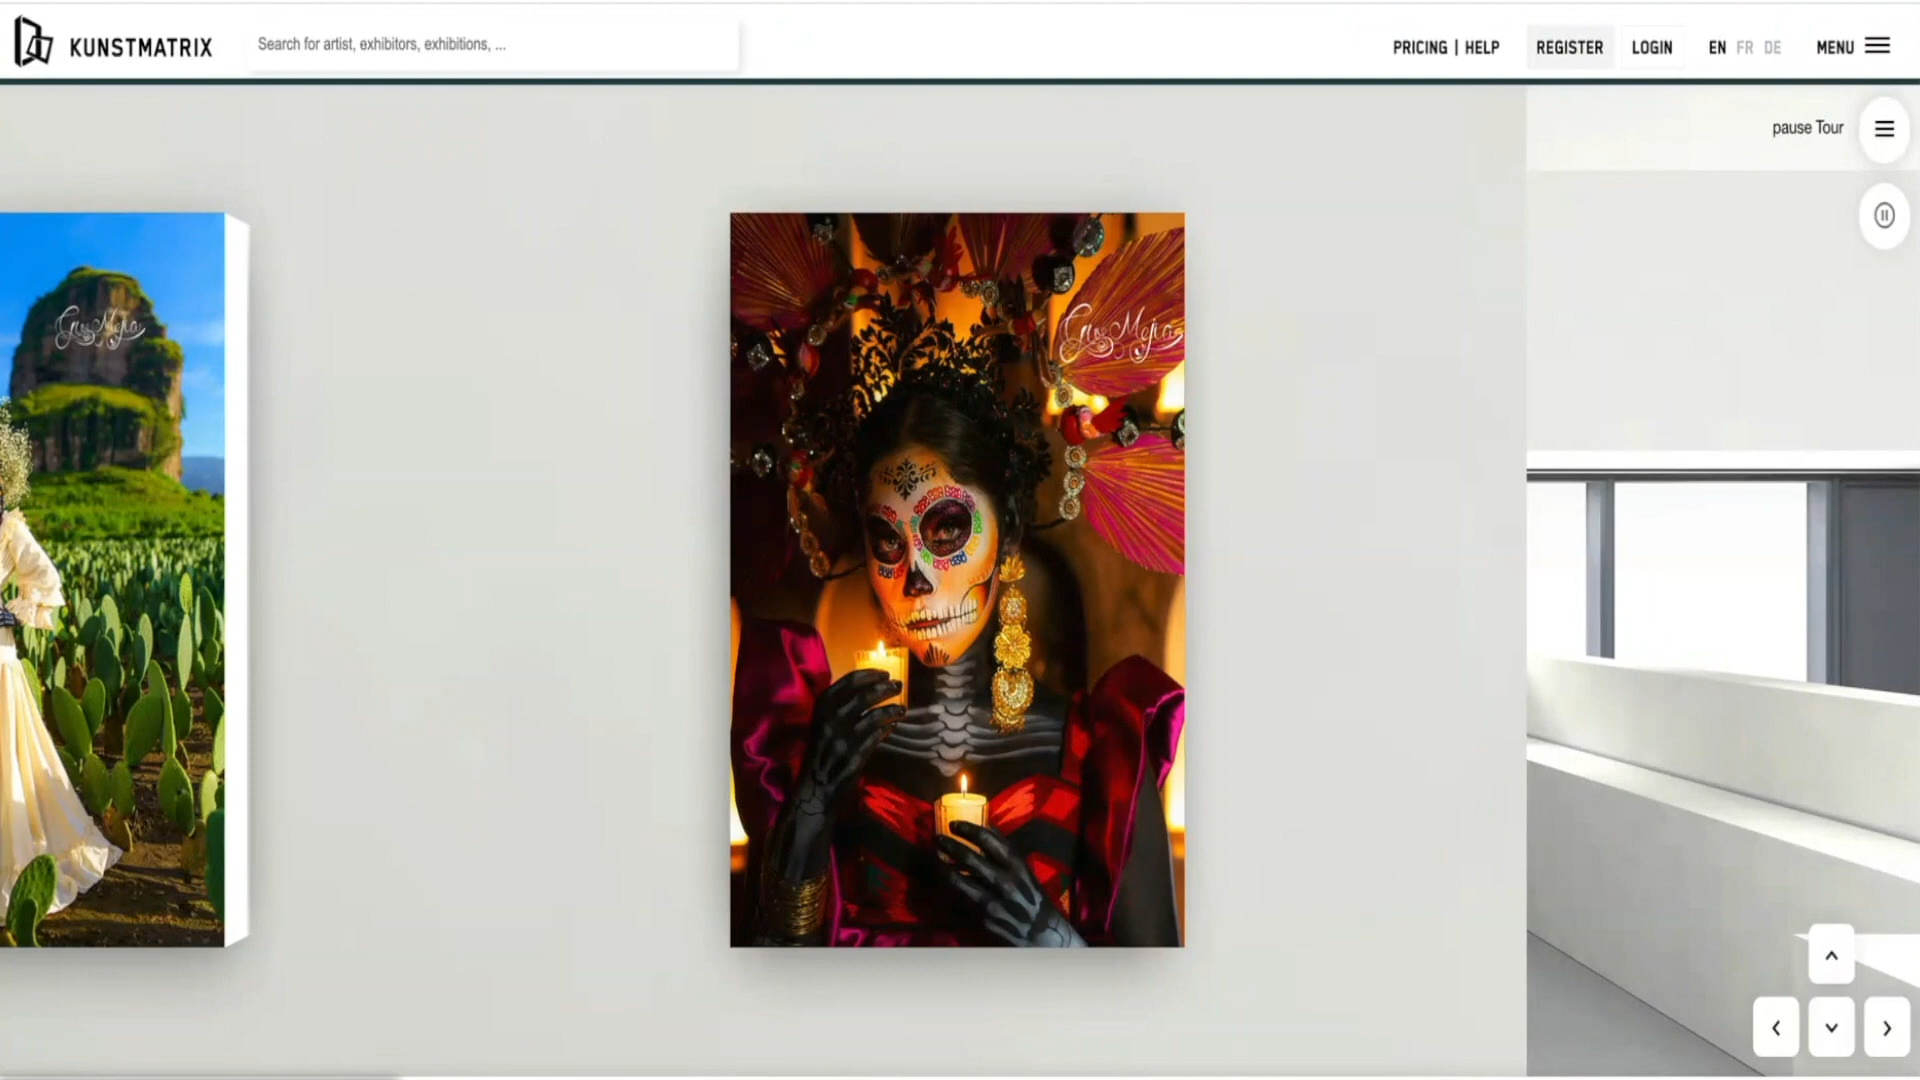 KUNSTMATRIX
Search for artist, exhibitors, exhibitions, ...
PRICING | HELP
REGISTER
LOGIN
EN FR DE
MENU
pause Tour